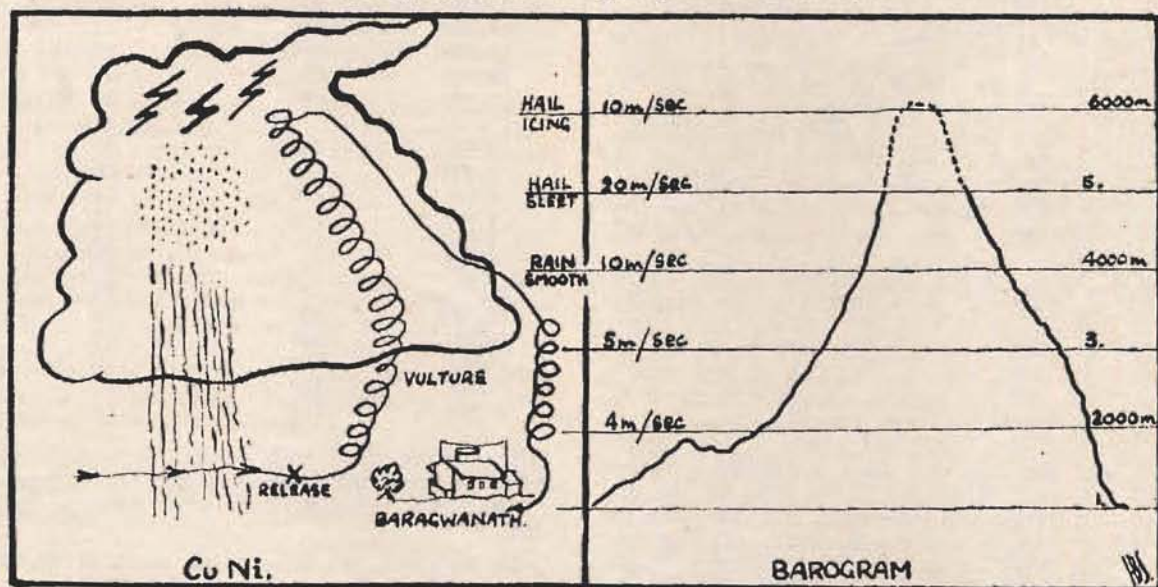 HAIL
ICING
10m/SEC
6000m
HAIL
SLEET
20m/SEC
5.
RAIN
SMOOTH
10m/SEC
4000m
5m/SEC
3.
VULTURE
4m/SEC
2000m
RELEASE
BARAGWANATH.
1.
Cu Ni.
BAROGRAM